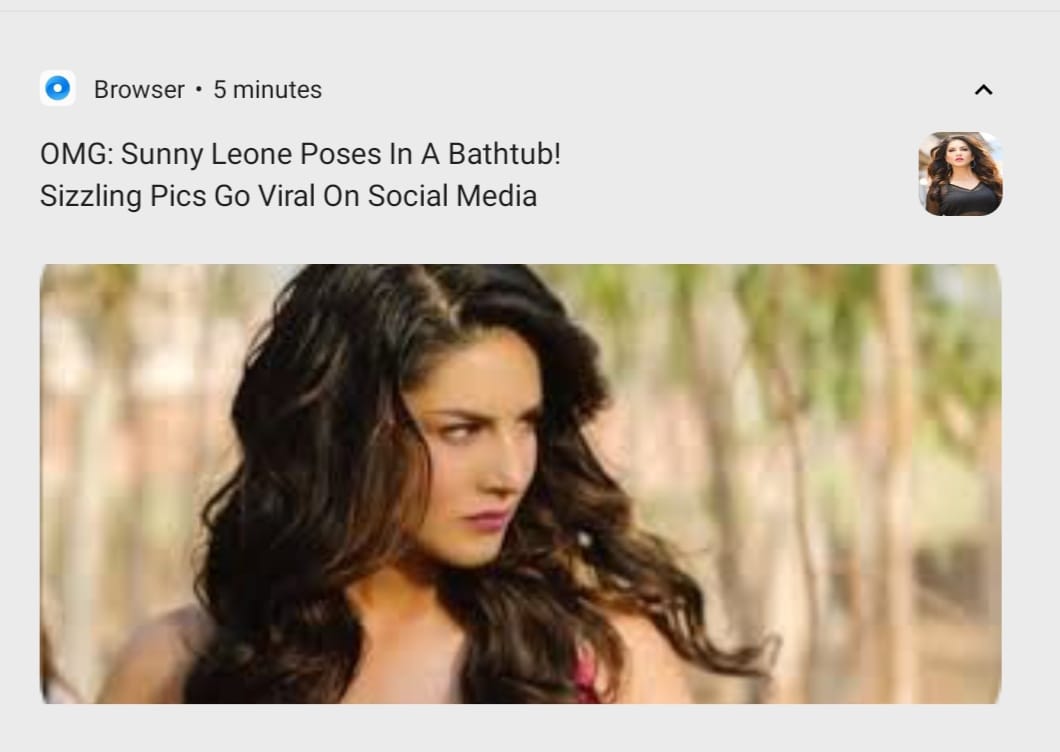 Browser • 5 minutes
OMG: Sunny Leone Poses In A Bathtub!
Sizzling Pics Go Viral On Social Media